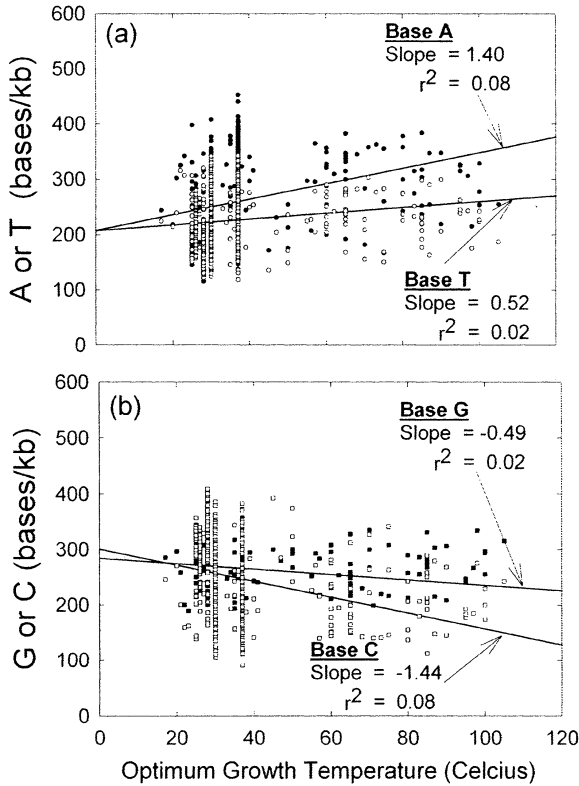 600
(a)
Base A
Slope = 1.40
r2 = 0.08
500
400
300
200
100
0
A or T (bases/kb)
Base T
Slope = 0.52
r2 = 0.02
600
(b)
Base G
Slope = -0.49
r2 = 0.02
500
400
300
200
100
0
G or C (bases/kb)
Base C
Slope = -1.44
r2 = 0.08
0 20 40 60 80 100 120
Optimum Growth Temperature (Celcius)